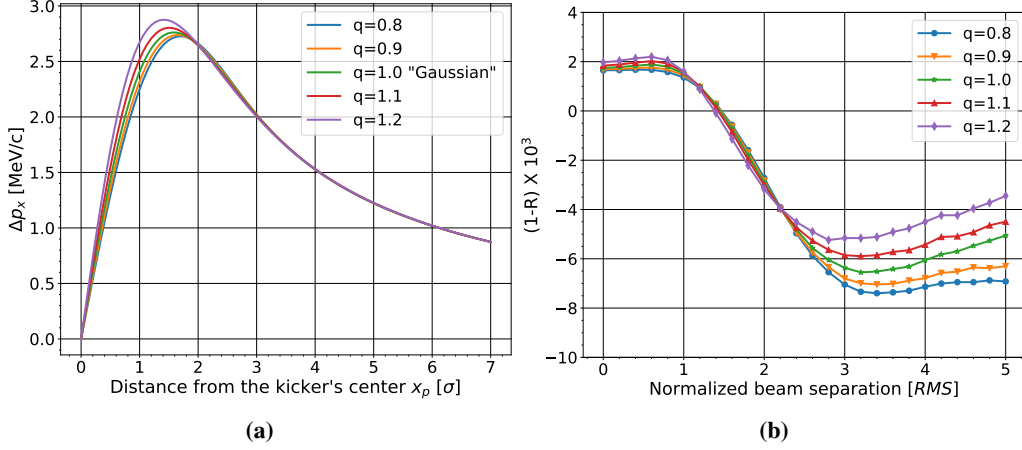 3.0
2.5
2.0
1.5
1.0
0.5
0.0
Δp_x [MeV/c]
q=0.8
q=0.9
q=1.0 "Gaussian"
q=1.1
q=1.2
0 1 2 3 4 5 6 7
Distance from the kicker's center x_p [σ]
(a)
4
2
0
−2
−4
−6
−8
−10
(1-R) X 10^3
q=0.8
q=0.9
q=1.0
q=1.1
q=1.2
0 1 2 3 4 5
Normalized beam separation [RMS]
(b)